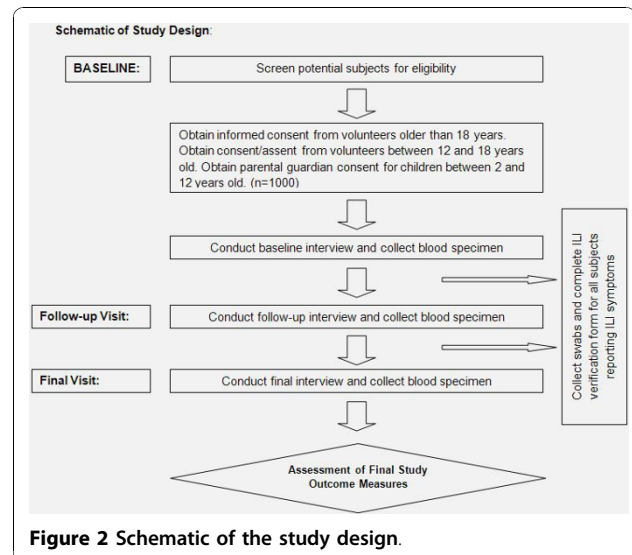 Schematic of Study Design:
BASELINE:
Screen potential subjects for eligibility
Obtain informed consent from volunteers older than 18 years.
Obtain consent/assent from volunteers between 12 and 18 years
old. Obtain parental guardian consent for children between 2 and
12 years old. (n=1000)
Conduct baseline interview and collect blood specimen
Follow-up Visit:
Conduct follow-up interview and collect blood specimen
Final Visit:
Conduct final interview and collect blood specimen
Collect swabs and complete ILI
verification form for all subjects
reporting ILI symptoms
Assessment of Final Study
Outcome Measures
Figure 2 Schematic of the study design.